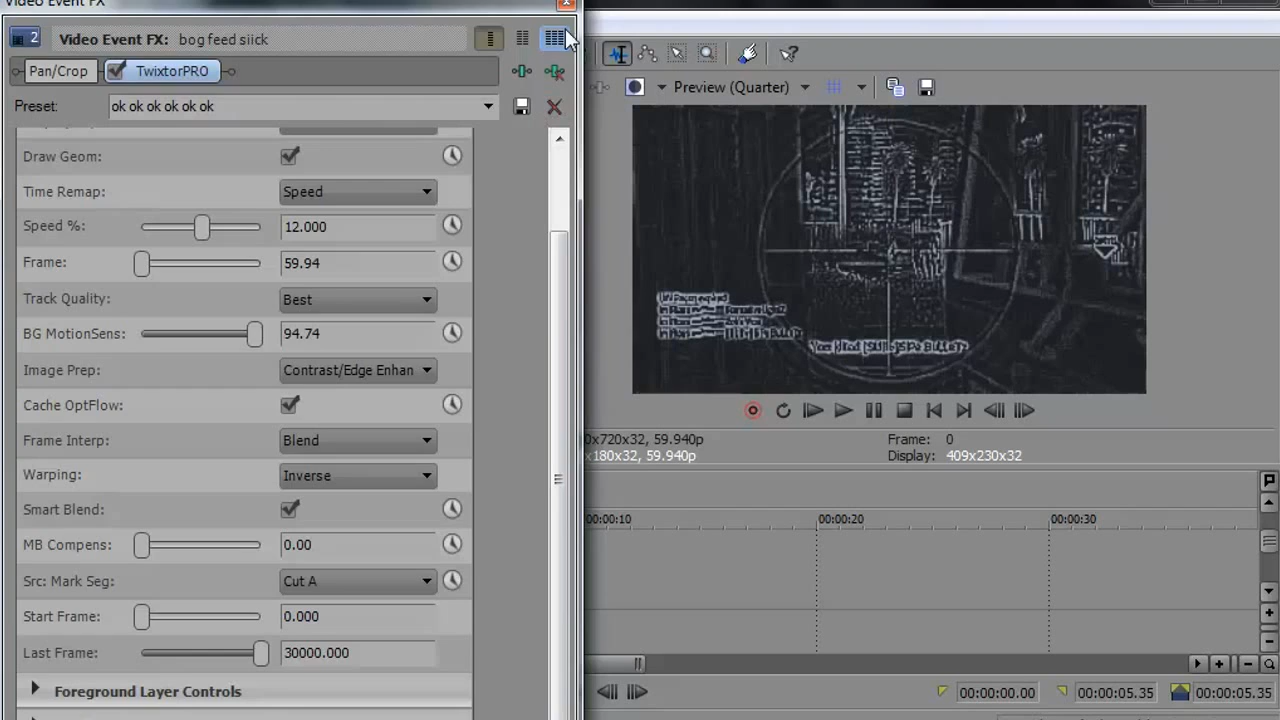 Video Event FX
2
Video Event FX: bog feed siick
Pan/Crop
TwixtorPRO
Preset: ok ok ok ok ok ok
Draw Geom:
Time Remap: Speed
Speed %: 12.000
Frame: 59.94
Track Quality: Best
BG MotionSens: 94.74
Image Prep: Contrast/Edge Enhan
Cache OptFlow:
Frame Interp: Blend
Warping: Inverse
Smart Blend:
MB Compens: 0.00
Src: Mark Seg: Cut A
Start Frame: 0.000
Last Frame: 30000.000
Foreground Layer Controls
Preview (Quarter)
0x720x32, 59.940p
Frame: 0
x180x32, 59.940p
Display: 409x230x32
00:00:10
00:00:20
00:00:30
00:00:00.00
00:00:05.35
00:00:05.35